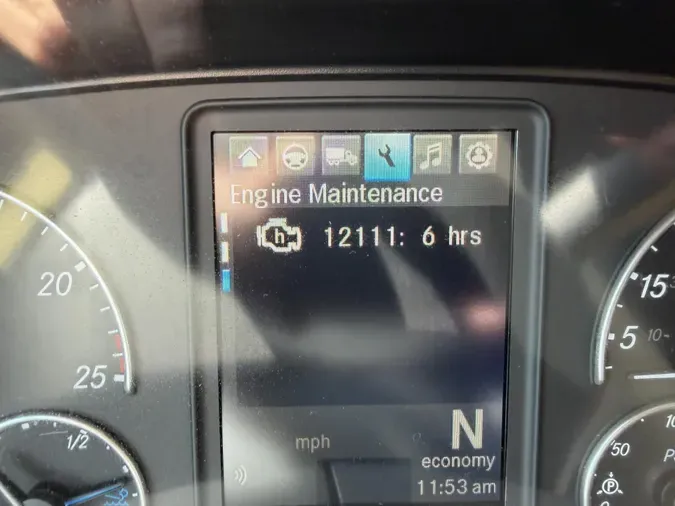 Engine Maintenance
h 12111: 6 hrs
20
25
1/2
15
5 10-
mph
N
economy
11:53 am
50
P